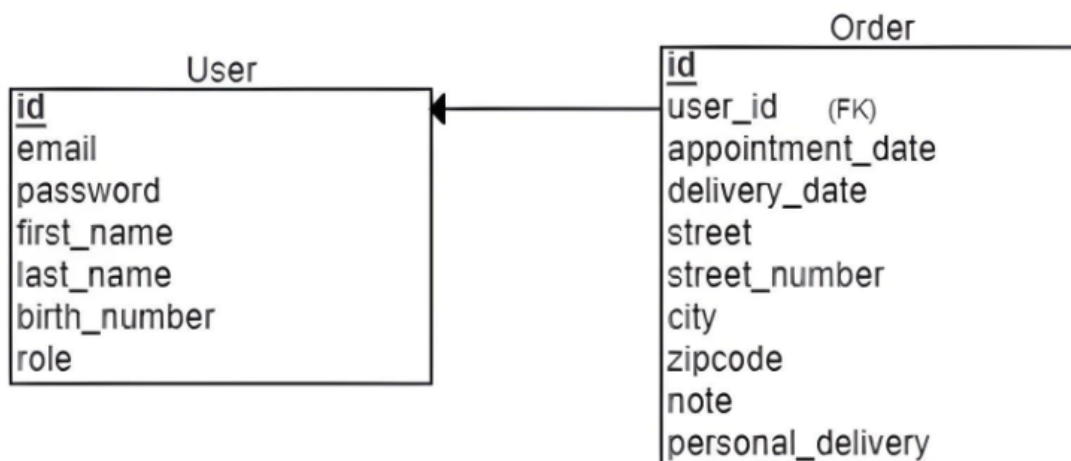 User
id
email
password
first_name
last_name
birth_number
role
Order
id
user_id (FK)
appointment_date
delivery_date
street
street_number
city
zipcode
note
personal_delivery